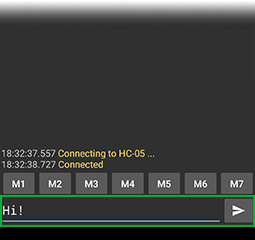 18:32:37.557 Connecting to HC-05 ...
18:32:38.727 Connected
M1 M2 M3 M4 M5 M6 M7
Hi!